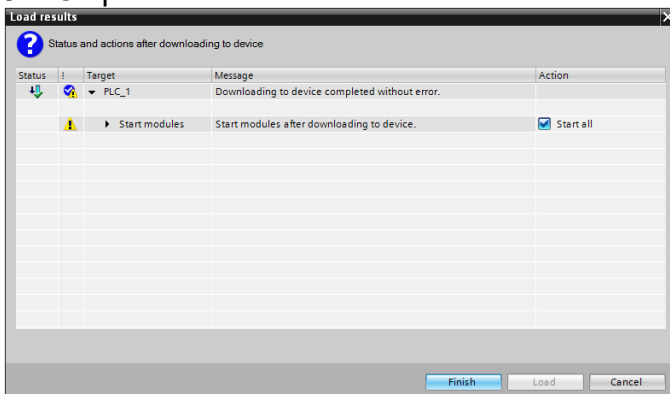 Load results
Status and actions after downloading to device
Status ! Target Message Action
PLC_1 Downloading to device completed without error.
Start modules Start modules after downloading to device. Start all
Finish Load Cancel